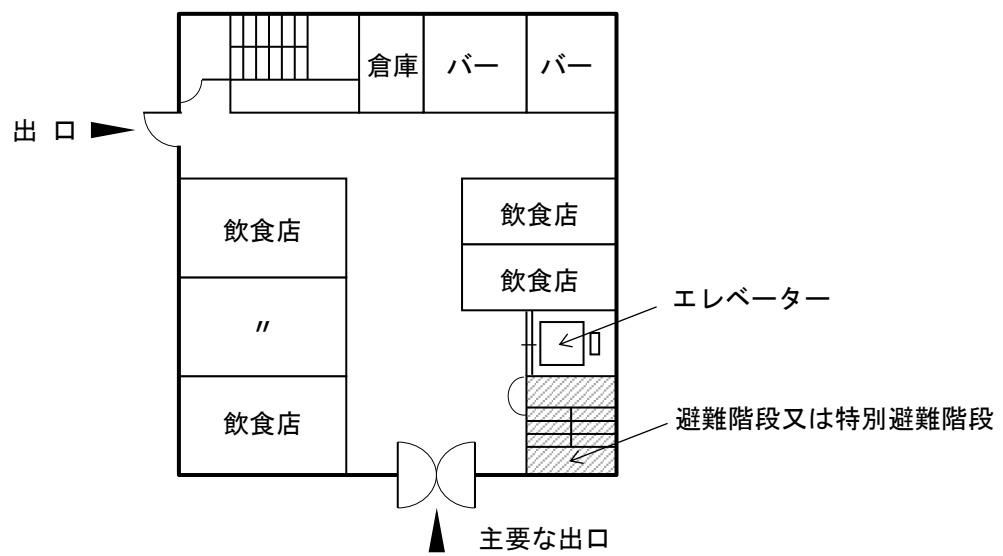 倉庫
バー
バー
出 口
飲食店
飲食店
飲食店
エレベーター
〃
避難階段又は特別避難階段
飲食店
主要な出口